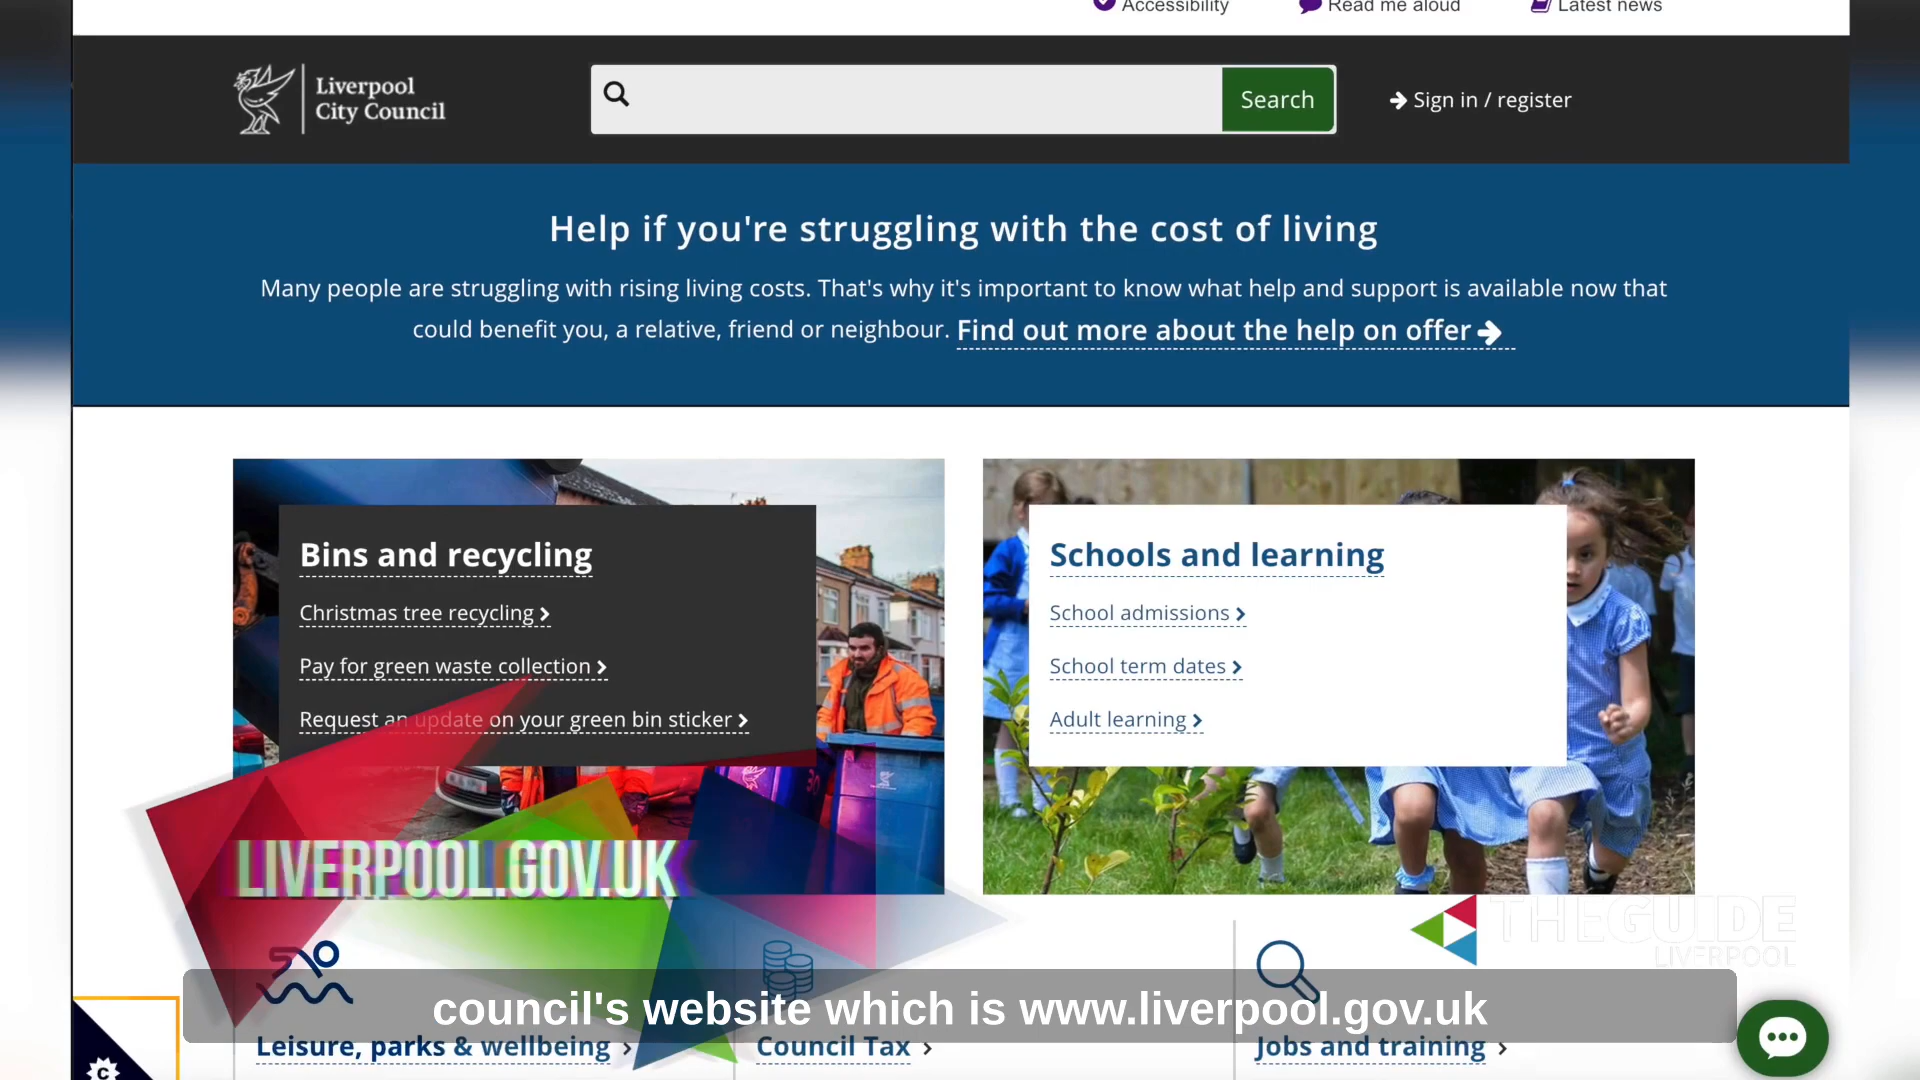 Accessibility
Read me aloud
Latest news
Liverpool
City Council
Search
Sign in / register
Help if you're struggling with the cost of living
Many people are struggling with rising living costs. That's why it's important to know what help and support is available now that
could benefit you, a relative, friend or neighbour. Find out more about the help on offer
Bins and recycling
Christmas tree recycling
Pay for green waste collection
Request an update on your green bin sticker
Schools and learning
School admissions
School term dates
Adult learning
LIVERPOOL.GOV.UK
THEGUIDE
LIVERPOOL
council's website which is www.liverpool.gov.uk
Leisure, parks & wellbeing
Council Tax
Jobs and training